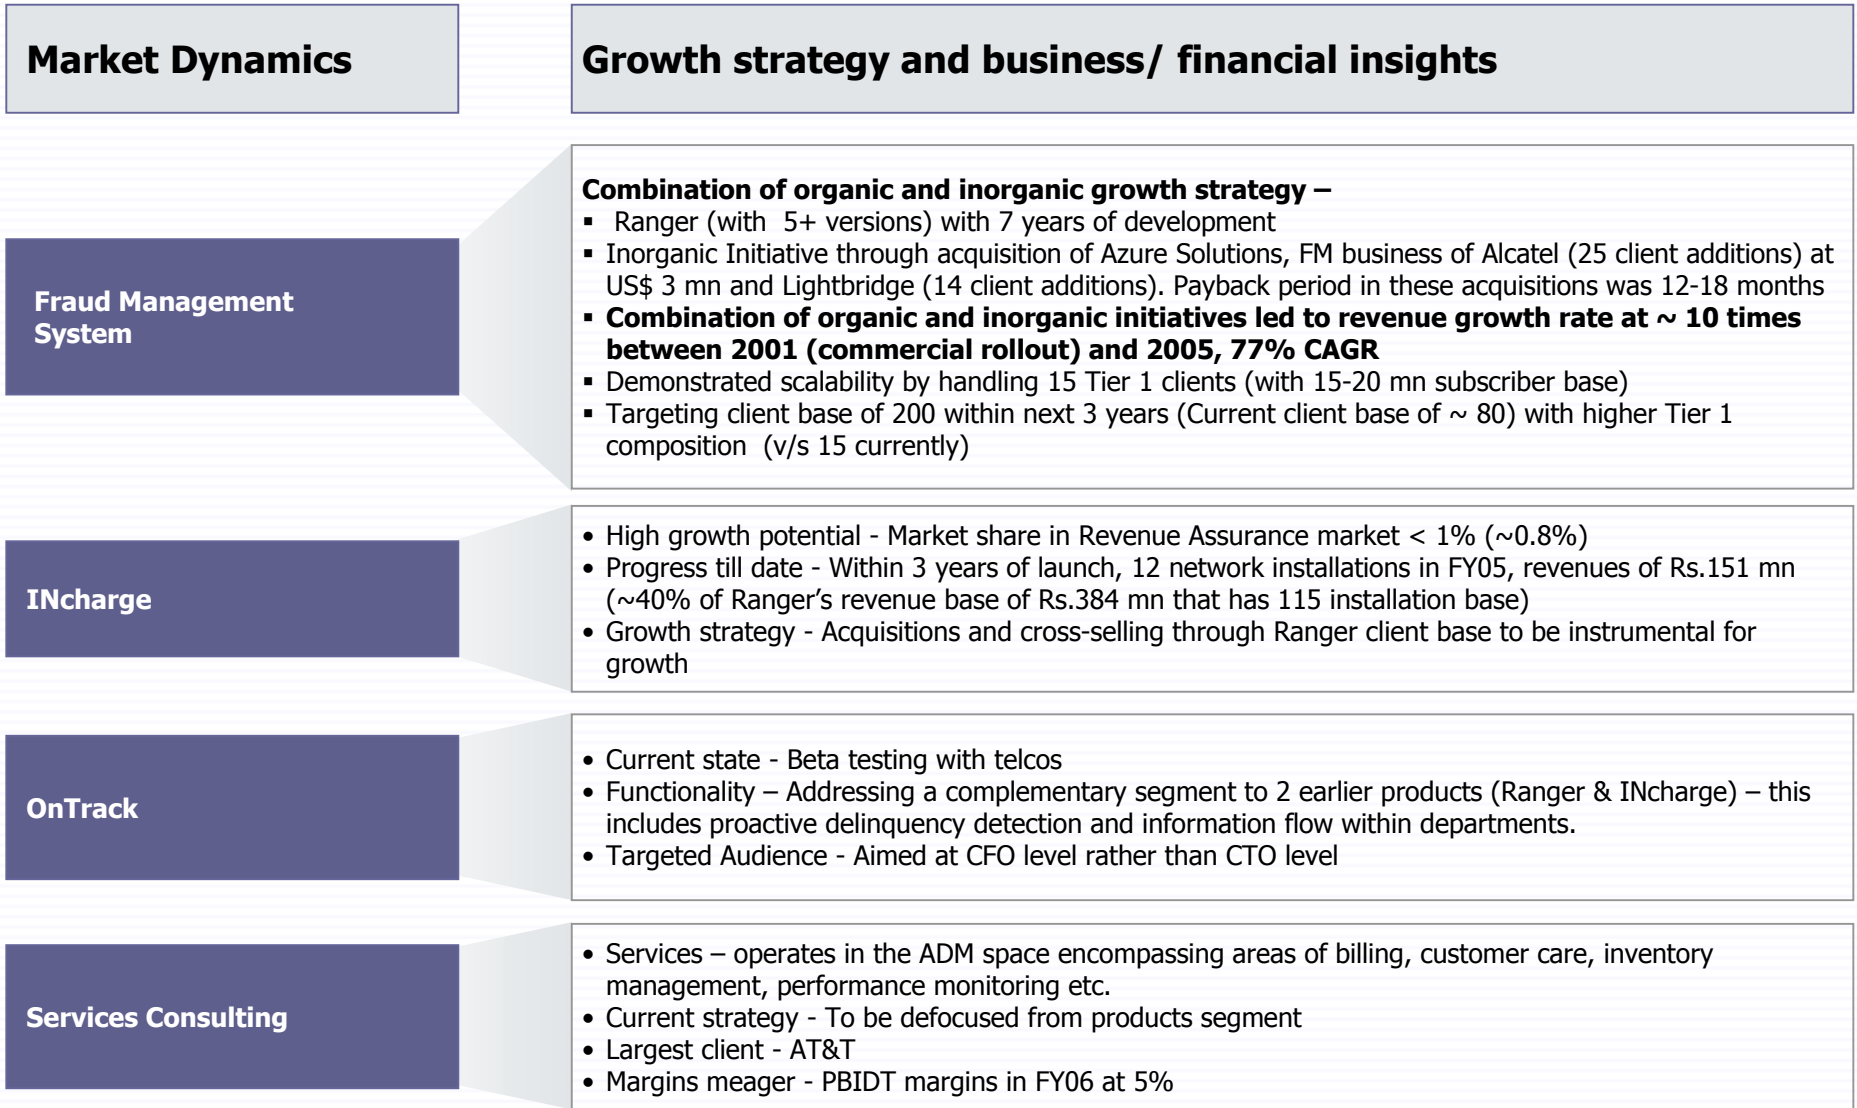 Market Dynamics
Growth strategy and business/ financial insights
Fraud Management
System
Combination of organic and inorganic growth strategy –
▪ Ranger (with 5+ versions) with 7 years of development
▪ Inorganic Initiative through acquisition of Azure Solutions, FM business of Alcatel (25 client additions) at
US$ 3 mn and Lightbridge (14 client additions). Payback period in these acquisitions was 12-18 months
▪ Combination of organic and inorganic initiatives led to revenue growth rate at ~ 10 times
between 2001 (commercial rollout) and 2005, 77% CAGR
▪ Demonstrated scalability by handling 15 Tier 1 clients (with 15-20 mn subscriber base)
▪ Targeting client base of 200 within next 3 years (Current client base of ~ 80) with higher Tier 1
composition (v/s 15 currently)
INcharge
• High growth potential - Market share in Revenue Assurance market < 1% (~0.8%)
• Progress till date - Within 3 years of launch, 12 network installations in FY05, revenues of Rs.151 mn
(~40% of Ranger’s revenue base of Rs.384 mn that has 115 installation base)
• Growth strategy - Acquisitions and cross-selling through Ranger client base to be instrumental for
growth
OnTrack
• Current state - Beta testing with telcos
• Functionality – Addressing a complementary segment to 2 earlier products (Ranger & INcharge) – this
includes proactive delinquency detection and information flow within departments.
• Targeted Audience - Aimed at CFO level rather than CTO level
Services Consulting
• Services – operates in the ADM space encompassing areas of billing, customer care, inventory
management, performance monitoring etc.
• Current strategy - To be defocused from products segment
• Largest client - AT&T
• Margins meager - PBIDT margins in FY06 at 5%